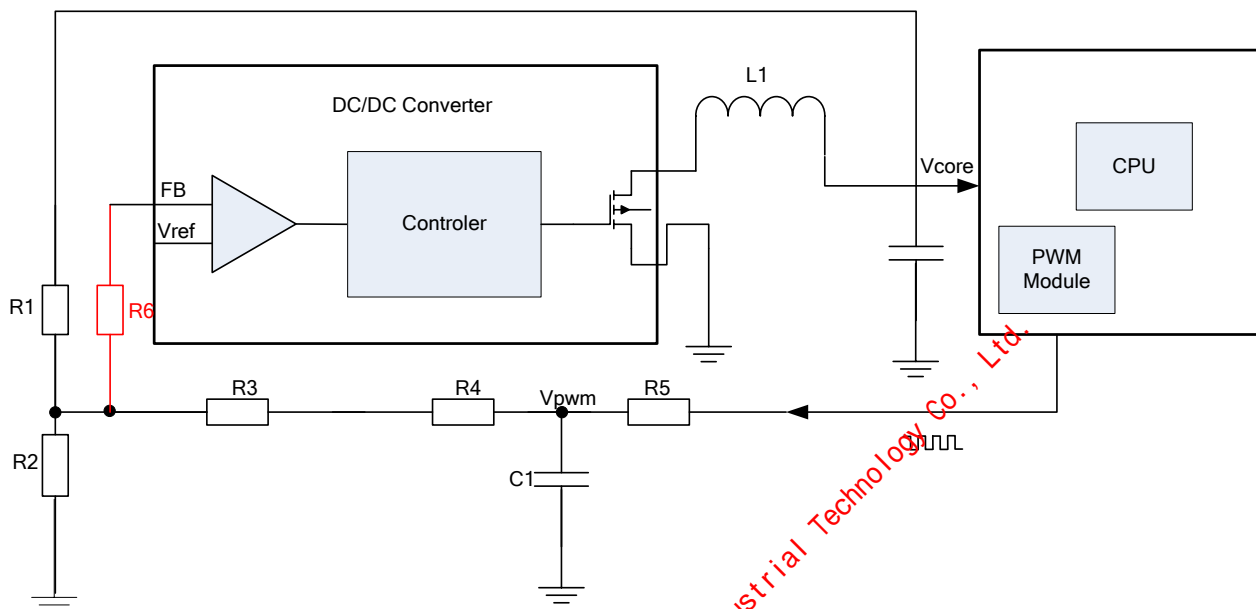 L1
DC/DC Converter
Vcore
CPU
FB
Vref
Controler
PWM
Module
R1
R6
R3
R4
Vpwm
R5
R2
C1
Technology Co., Ltd.